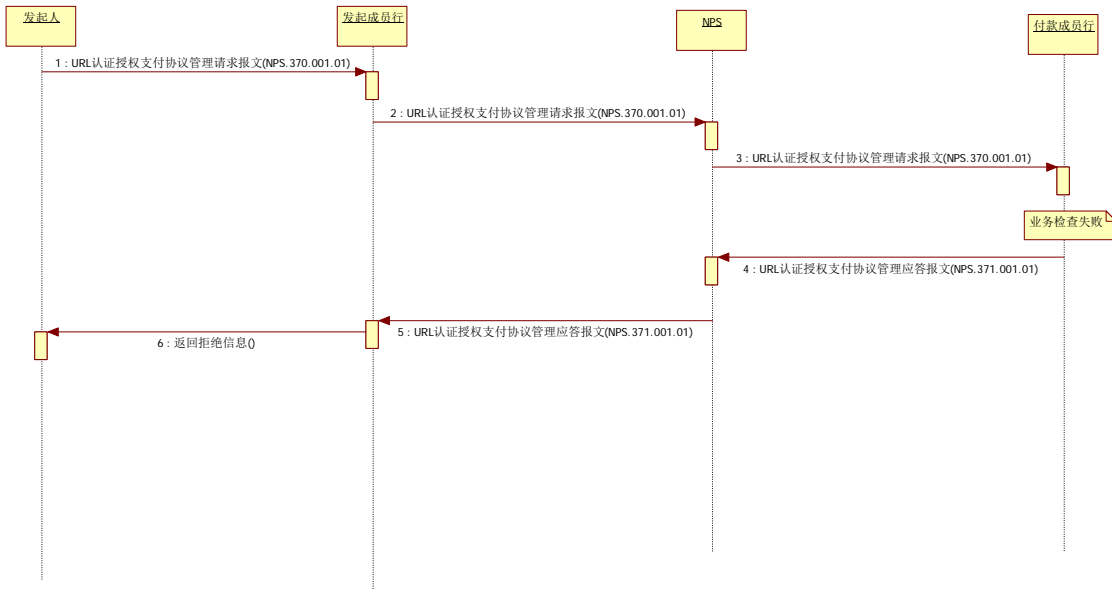 发起人
发起成员行
NPS
付款成员行
1 : URL认证授权支付协议管理请求报文(NPS.370.001.01)
2 : URL认证授权支付协议管理请求报文(NPS.370.001.01)
3 : URL认证授权支付协议管理请求报文(NPS.370.001.01)
业务检查失败
4 : URL认证授权支付协议管理应答报文(NPS.371.001.01)
5 : URL认证授权支付协议管理应答报文(NPS.371.001.01)
6 : 返回拒绝信息()